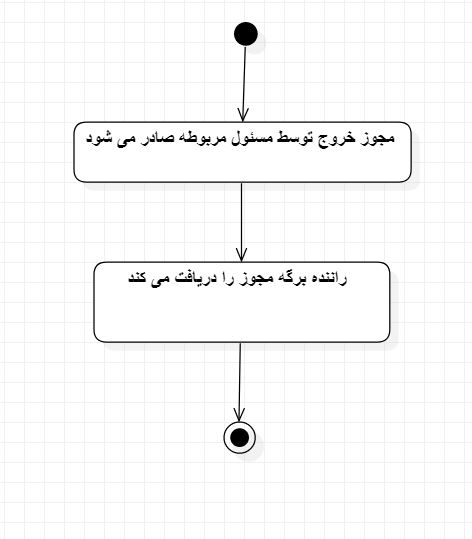 مجوز خروج توسط مسئول مربوطه صادر می شود
راننده برگه مجوز را دریافت می کند